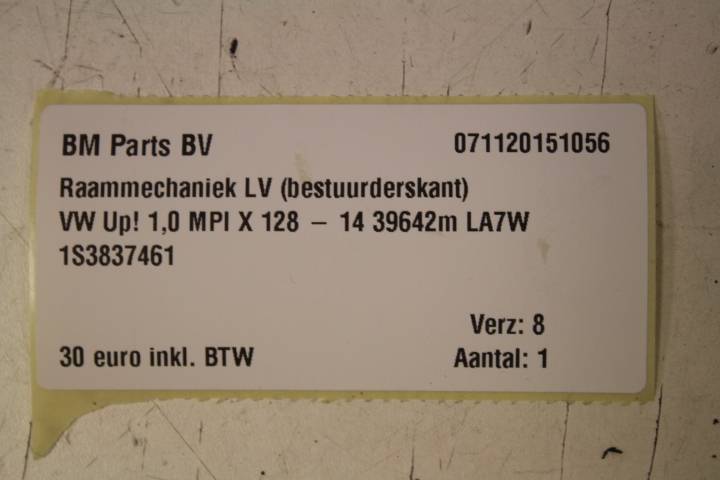 BM Parts BV 071120151056
Raammechaniek LV (bestuurderskant)
VW Up! 1,0 MPI X 128 – 14 39642m LA7W
1S3837461
Verz: 8
30 euro inkl. BTW Aantal: 1